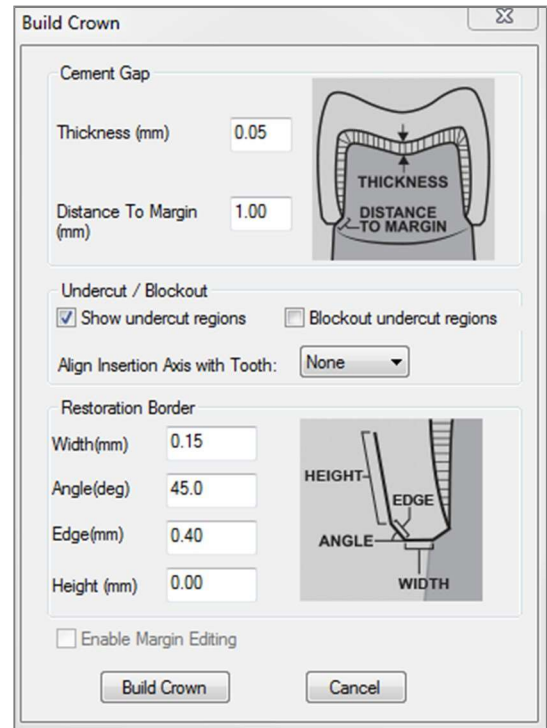 Build Crown
Cement Gap
Thickness (mm) 0.05
THICKNESS
Distance To Margin 1.00
(mm)
DISTANCE
TO MARGIN
Undercut / Blockout
Show undercut regions Blockout undercut regions
Align Insertion Axis with Tooth: None
Restoration Border
Width(mm) 0.15
Angle(deg) 45.0
Edge(mm) 0.40
Height (mm) 0.00
HEIGHT
EDGE
ANGLE
WIDTH
Enable Margin Editing
Build Crown Cancel